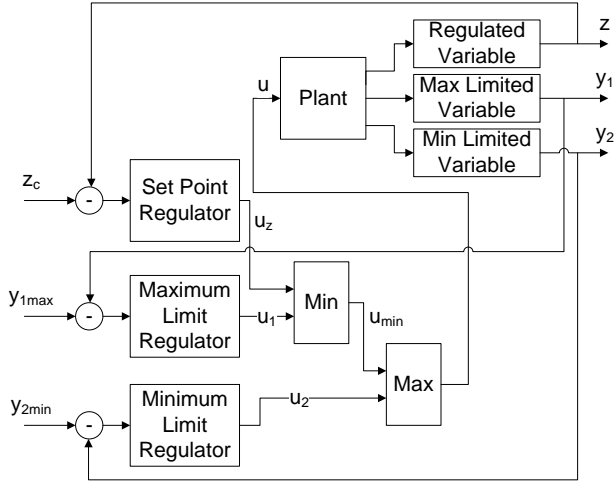 Regulated
Variable
z
Max Limited
Variable
y1
Min Limited
Variable
y2
u
Plant
zc
-
Set Point
Regulator
uz
y1max
-
Maximum
Limit
Regulator
u1
Min
umin
Max
y2min
-
Minimum
Limit
Regulator
u2